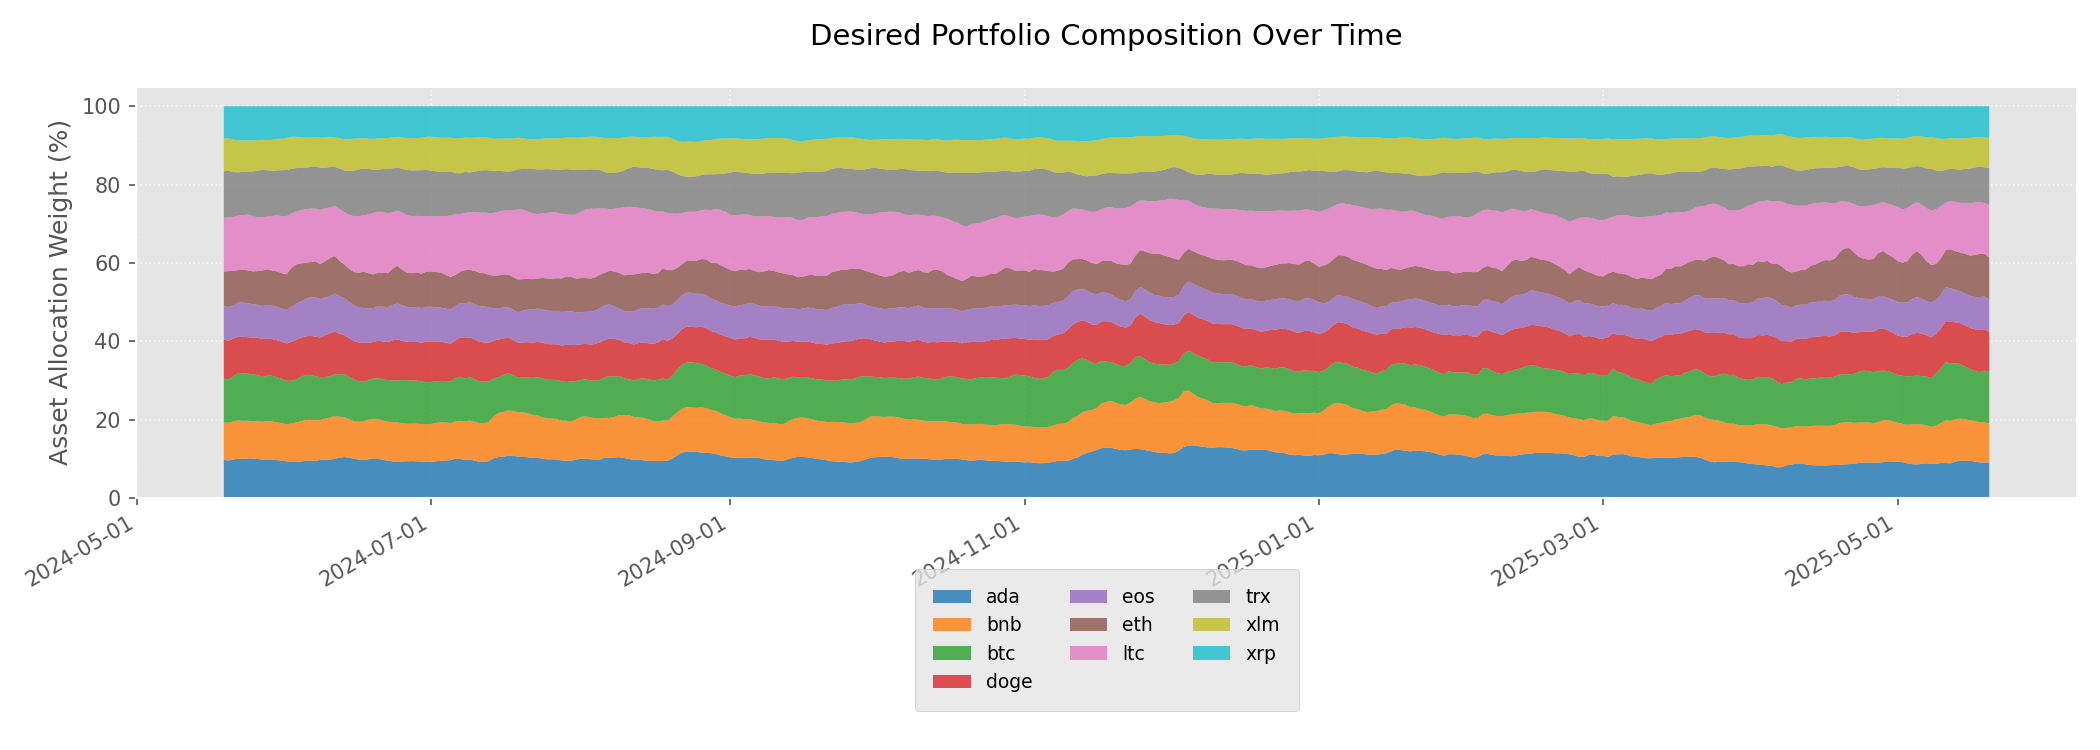 Desired Portfolio Composition Over Time
Asset Allocation Weight (%)
100
80
60
40
20
0
2024-05-01
2024-07-01
2024-09-01
2024-11-01
2025-01-01
2025-03-01
2025-05-01
ada
bnb
btc
doge
eos
eth
ltc
trx
xlm
xrp